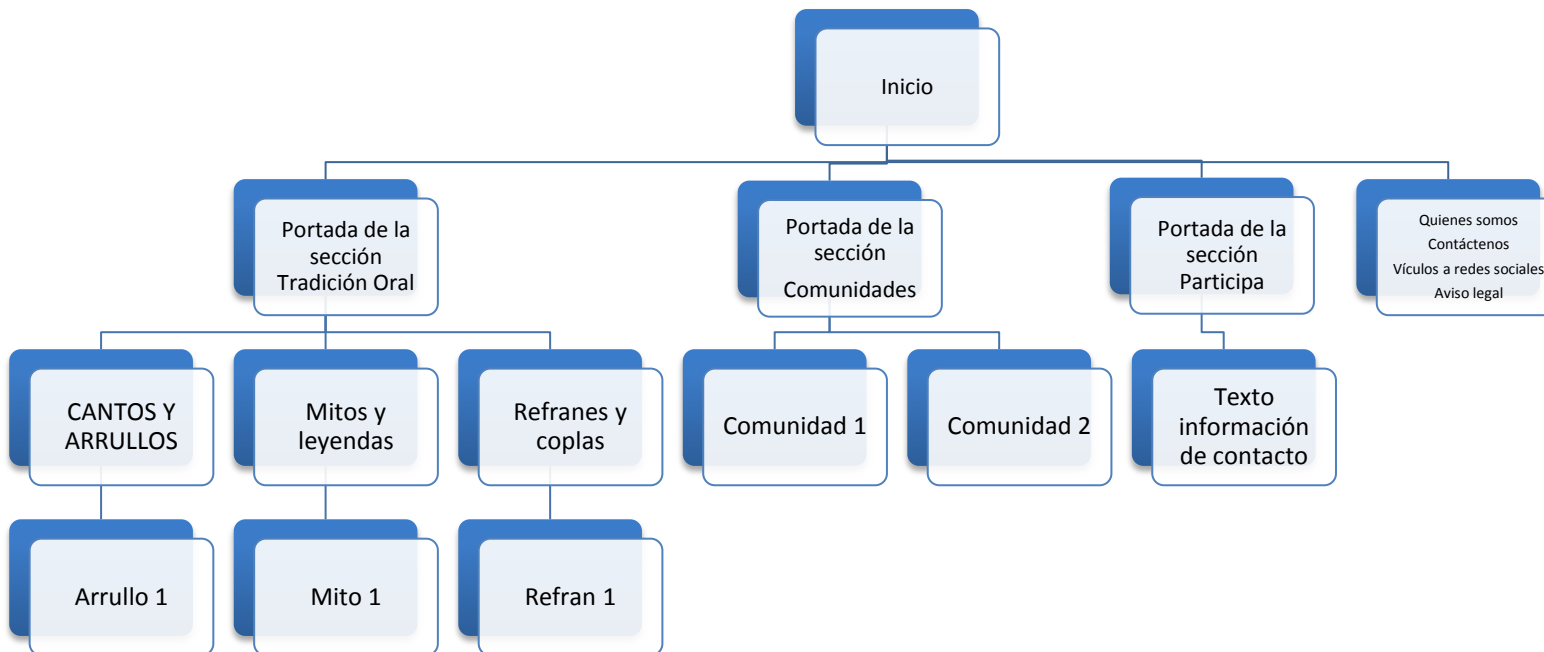 Inicio
Portada de la
sección
Tradición Oral
Portada de la
sección
Comunidades
Portada de la
sección
Participa
Quienes somos
Contáctenos
Vículos a redes sociales
Aviso legal
CANTOS Y
ARRULLOS
Mitos y
leyendas
Refranes y
coplas
Comunidad 1
Comunidad 2
Texto
información
de contacto
Arrullo 1
Mito 1
Refran 1